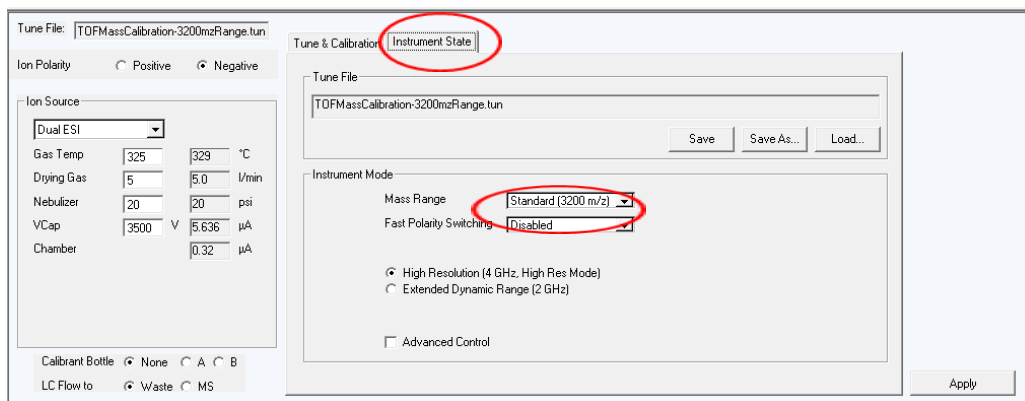 Tune File: TOFMassCalibration-3200mzRange.tun
Ion Polarity Positive Negative
Ion Source
Dual ESI
Gas Temp 325 329 °C
Drying Gas 5 5.0 l/min
Nebulizer 20 20 psi
VCap 3500 V 5.636 µA
Chamber 0.32 µA
Calibrant Bottle None A B
LC Flow to Waste MS
Tune & Calibration Instrument State
Tune File
TOFMassCalibration-3200mzRange.tun
Save Save As... Load...
Instrument Mode
Mass Range Standard (3200 m/z)
Fast Polarity Switching Disabled
High Resolution (4 GHz, High Res Mode)
Extended Dynamic Range (2 GHz)
Advanced Control
Apply